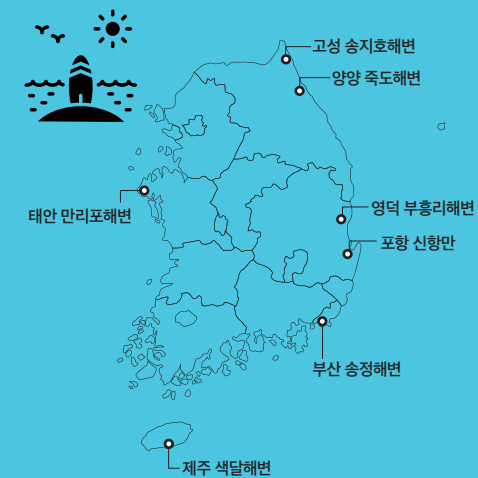 고성 송지호해변
양양 죽도해변
태안 만리포해변
영덕 부흥리해변
포항 신항만
부산 송정해변
제주 색달해변